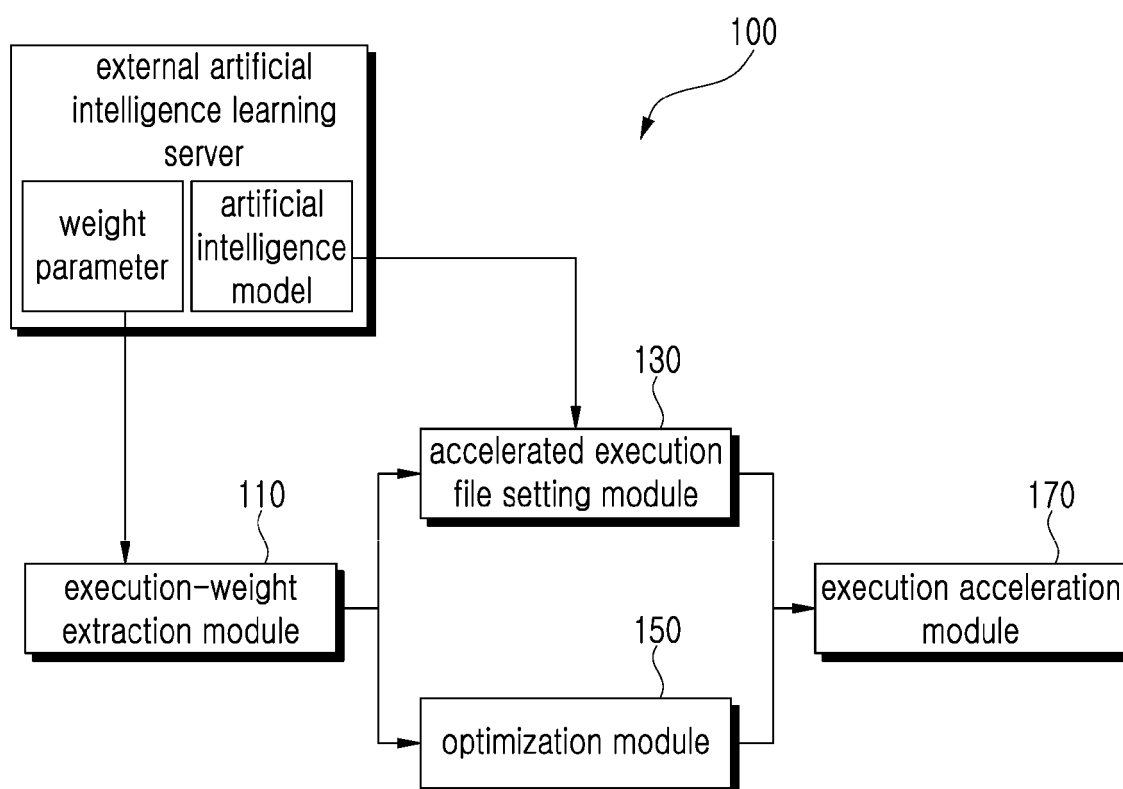 100
external artificial
intelligence learning
server
weight
parameter
artificial
intelligence
model
130
accelerated execution
file setting module
110
execution-weight
extraction module
170
execution acceleration
module
150
optimization module